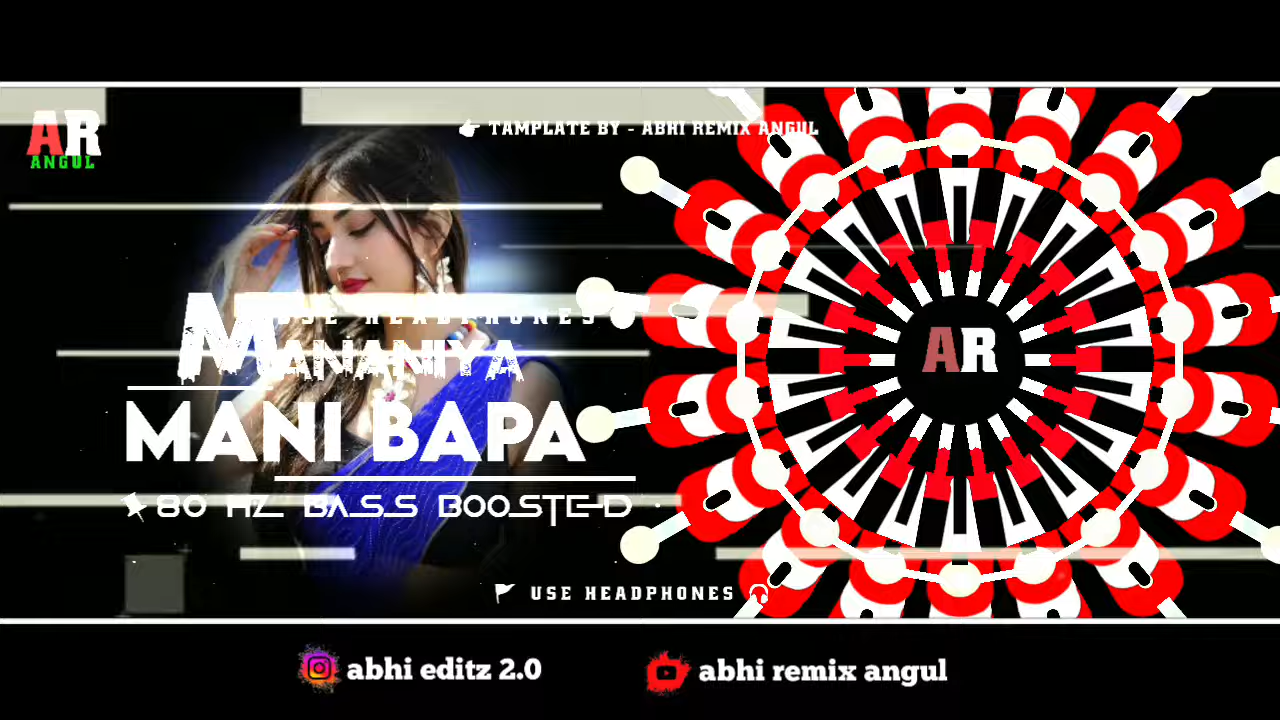 AR
ANGUL
TAMPLATE BY - ABHI REMIX ANGUL
USE HEADPHONES
MANANIYA
MANI BAPA
80 HZ BASS BOOSTED
AR
USE HEADPHONES
abhi editz 2.0
abhi remix angul